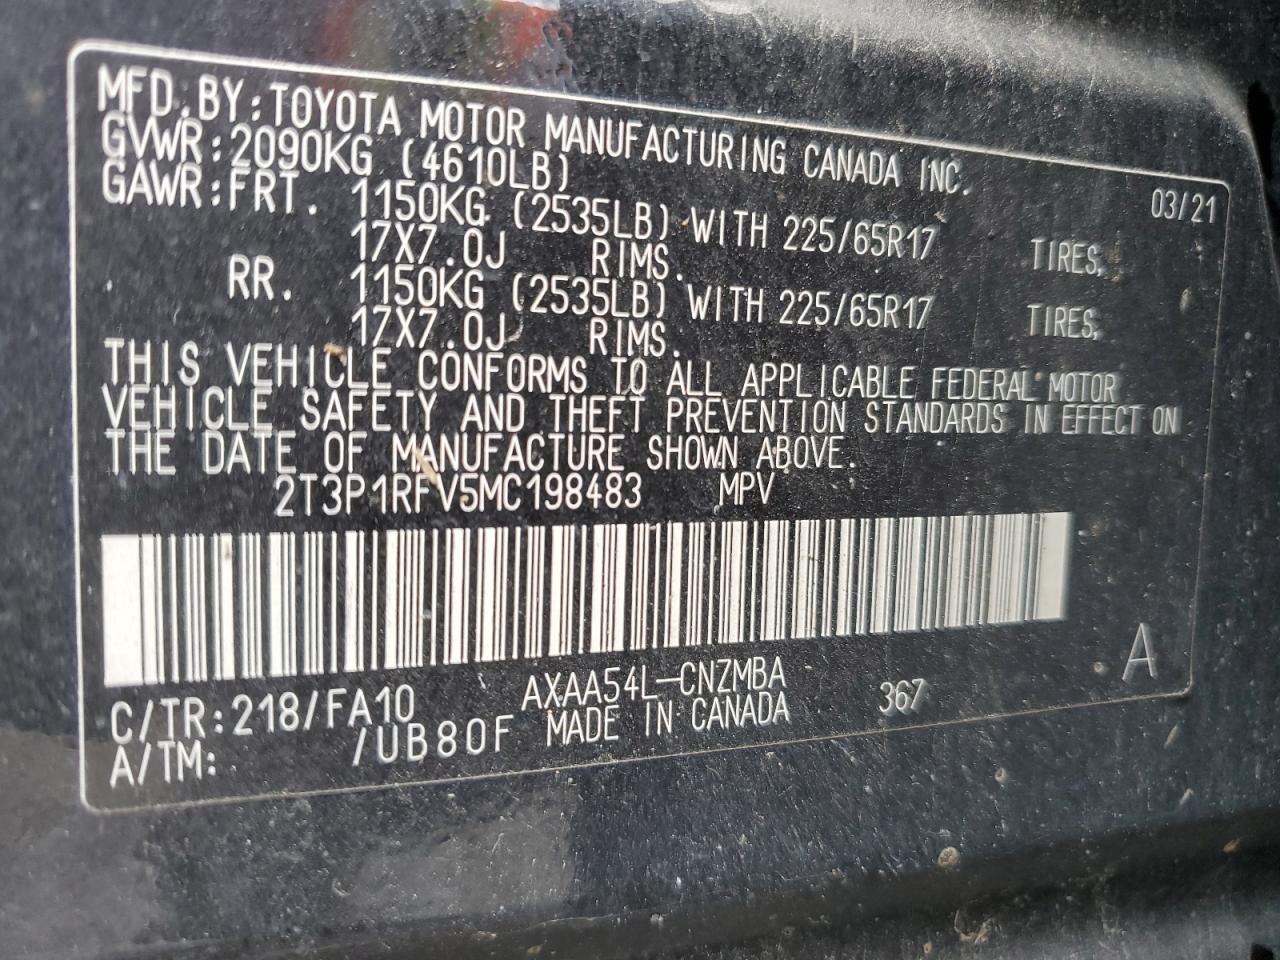 MFD. BY: TOYOTA MOTOR MANUFACTURING CANADA INC.
GVWR: 2090KG (4610LB) 03/21
GAWR: FRT. 1150KG (2535LB) WITH 225/65R17 TIRES,
17X7.0J RIMS.
RR. 1150KG (2535LB) WITH 225/65R17 TIRES,
17X7.0J RIMS.
THIS VEHICLE CONFORMS TO ALL APPLICABLE FEDERAL MOTOR
VEHICLE SAFETY AND THEFT PREVENTION STANDARDS IN EFFECT ON
THE DATE OF MANUFACTURE SHOWN ABOVE.
2T3P1RFV5MC198483 MPV
A
C/TR: 218/FA10 AXAA54L-CNZMBA 367
A/TM: /UB80F MADE IN CANADA